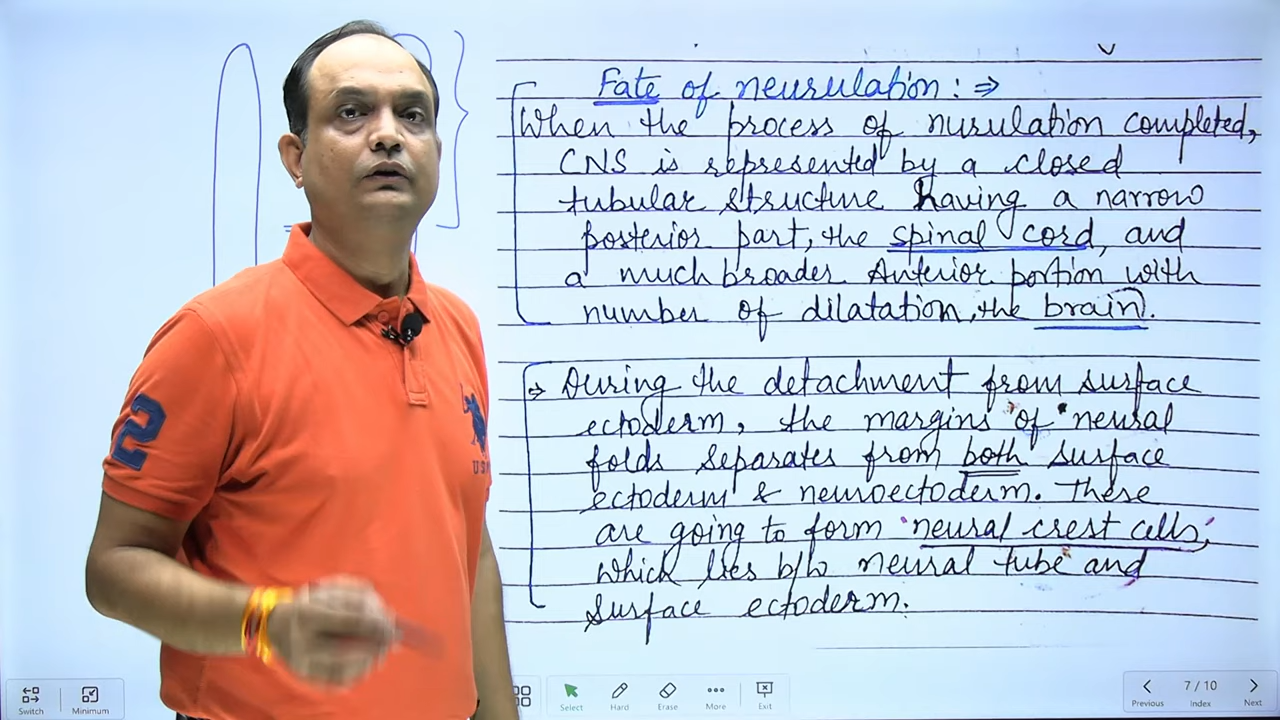 Fate of neurulation : ⇒
When the process of nurulation completed,
CNS is represented by a closed
tubular structure having a narrow
posterior part, the spinal cord, and
a much broader Anterior portion with
number of dilatation, the brain.
⇒ During the detachment from surface
ectoderm, the margins of neural
folds separates from both surface
ectoderm & neuroectoderm. These
are going to form 'neural crest cells,'
which lies b/w neural tube and
surface ectoderm.
2
US
Switch Minimum Select Hard Erase More Exit Previous 7 / 10 Index Next